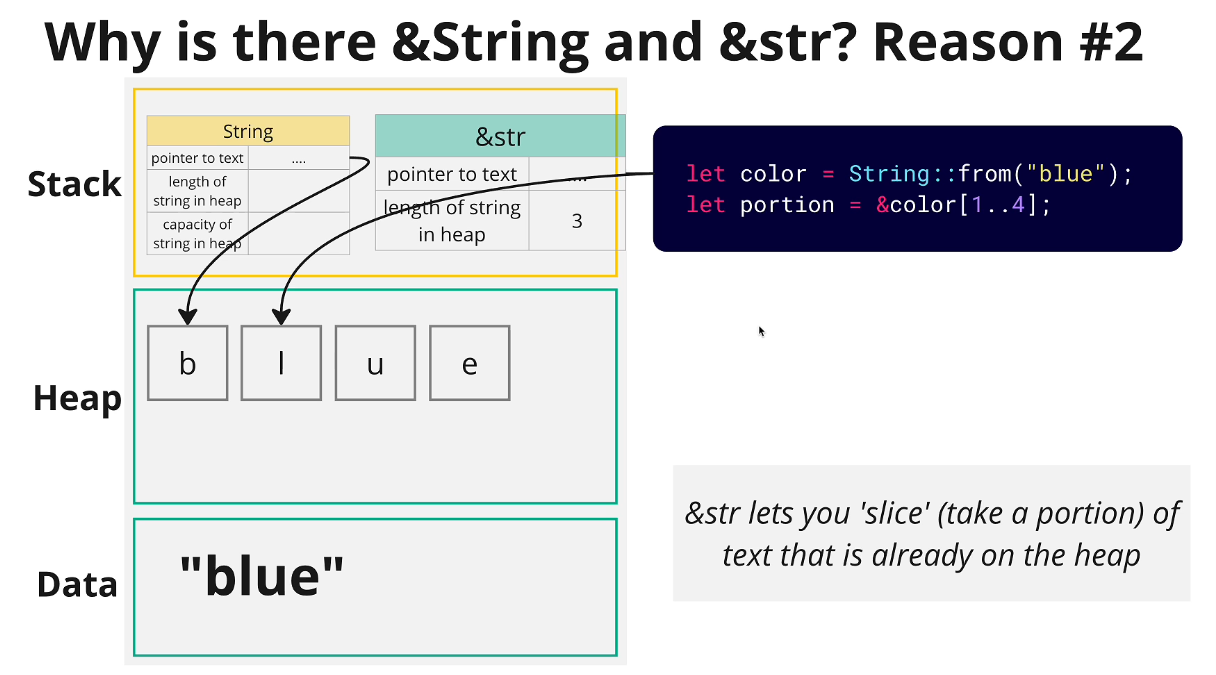 Why is there &String and &str? Reason #2
Stack
String
pointer to text
....
length of
string in heap
capacity of
string in heap
&str
pointer to text
....
length of string
in heap
3
let color = String::from("blue");
let portion = &color[1..4];
Heap
b
l
u
e
&str lets you 'slice' (take a portion) of
text that is already on the heap
Data
"blue"